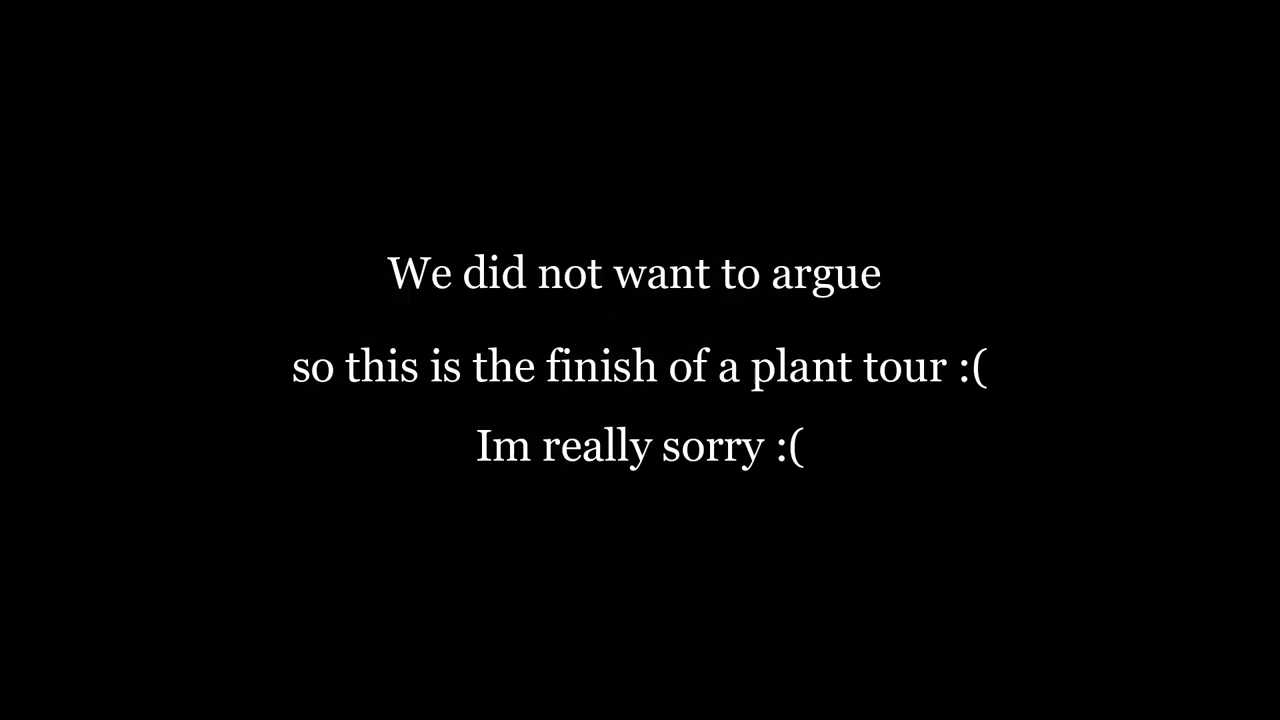 We did not want to argue
so this is the finish of a plant tour :(
Im really sorry :(